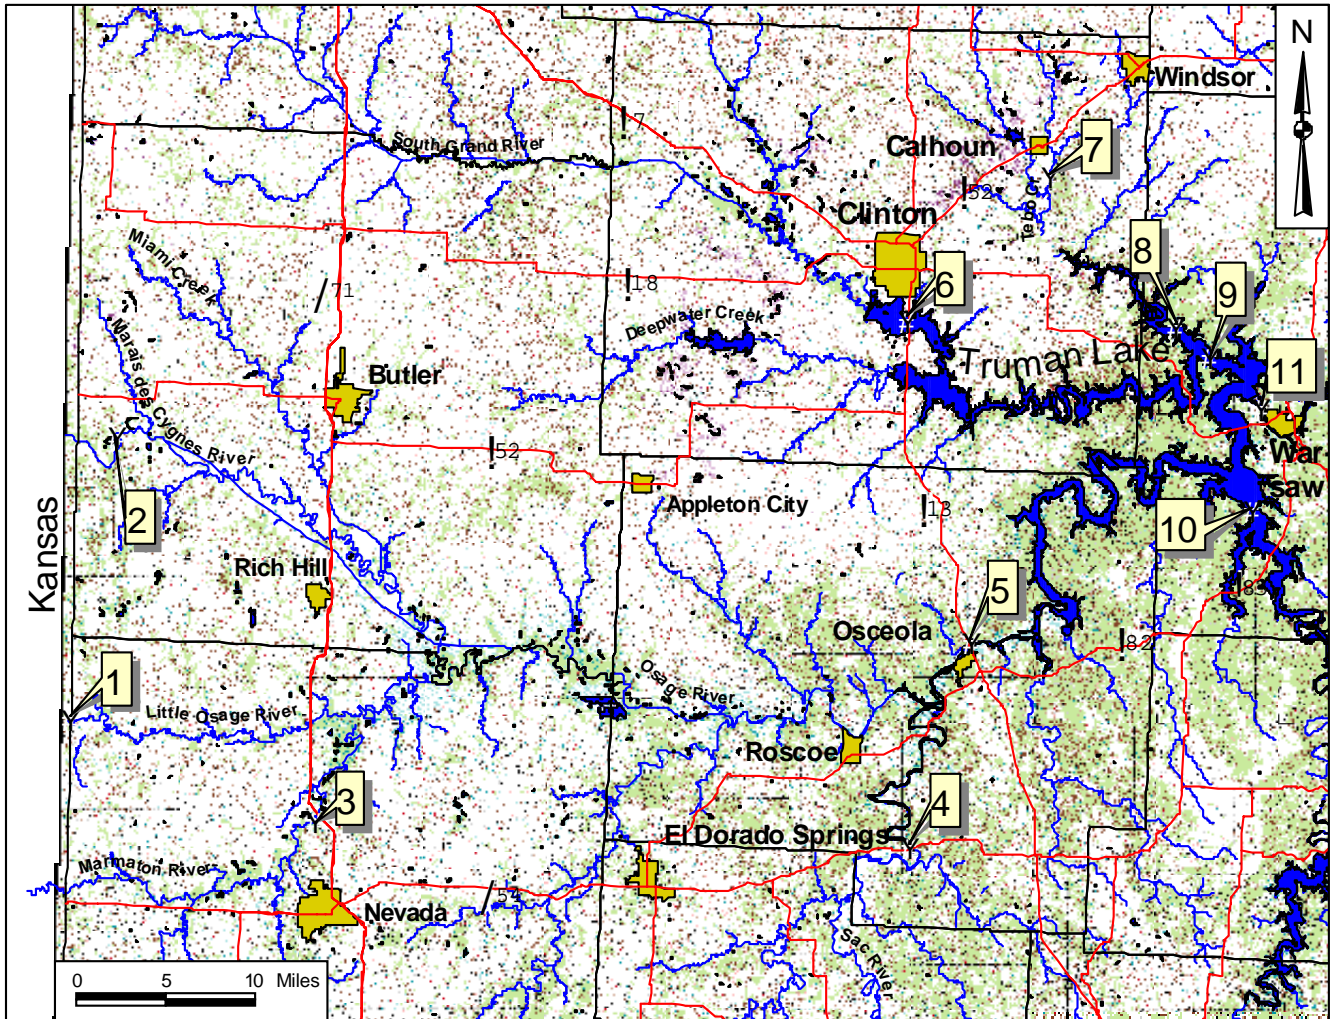 N
Windsor
7
South Grand River
Calhoun
7
52
Tebo C
Clinton
8
Miami Creek
9
6
18
71
Deepwater Creek
Marais des Cygnes River
Truman Lake
11
Butler
52
War
saw
Appleton City
13
2
10
Kansas
Rich Hill
5
83
Osceola
82
1
Osage River
Little Osage River
Roscoe
3
4
El Dorado Springs
Marmaton River
54
Nevada
Sac River
0 5 10 Miles